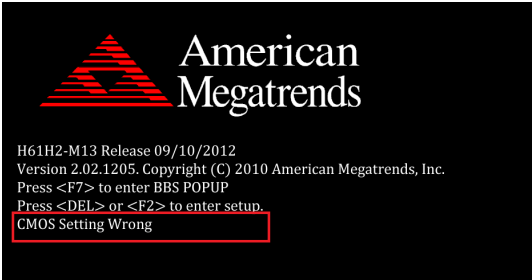 American
Megatrends
H61H2-M13 Release 09/10/2012
Version 2.02.1205. Copyright (C) 2010 American Megatrends, Inc.
Press <F7> to enter BBS POPUP
Press <DEL> or <F2> to enter setup.
CMOS Setting Wrong